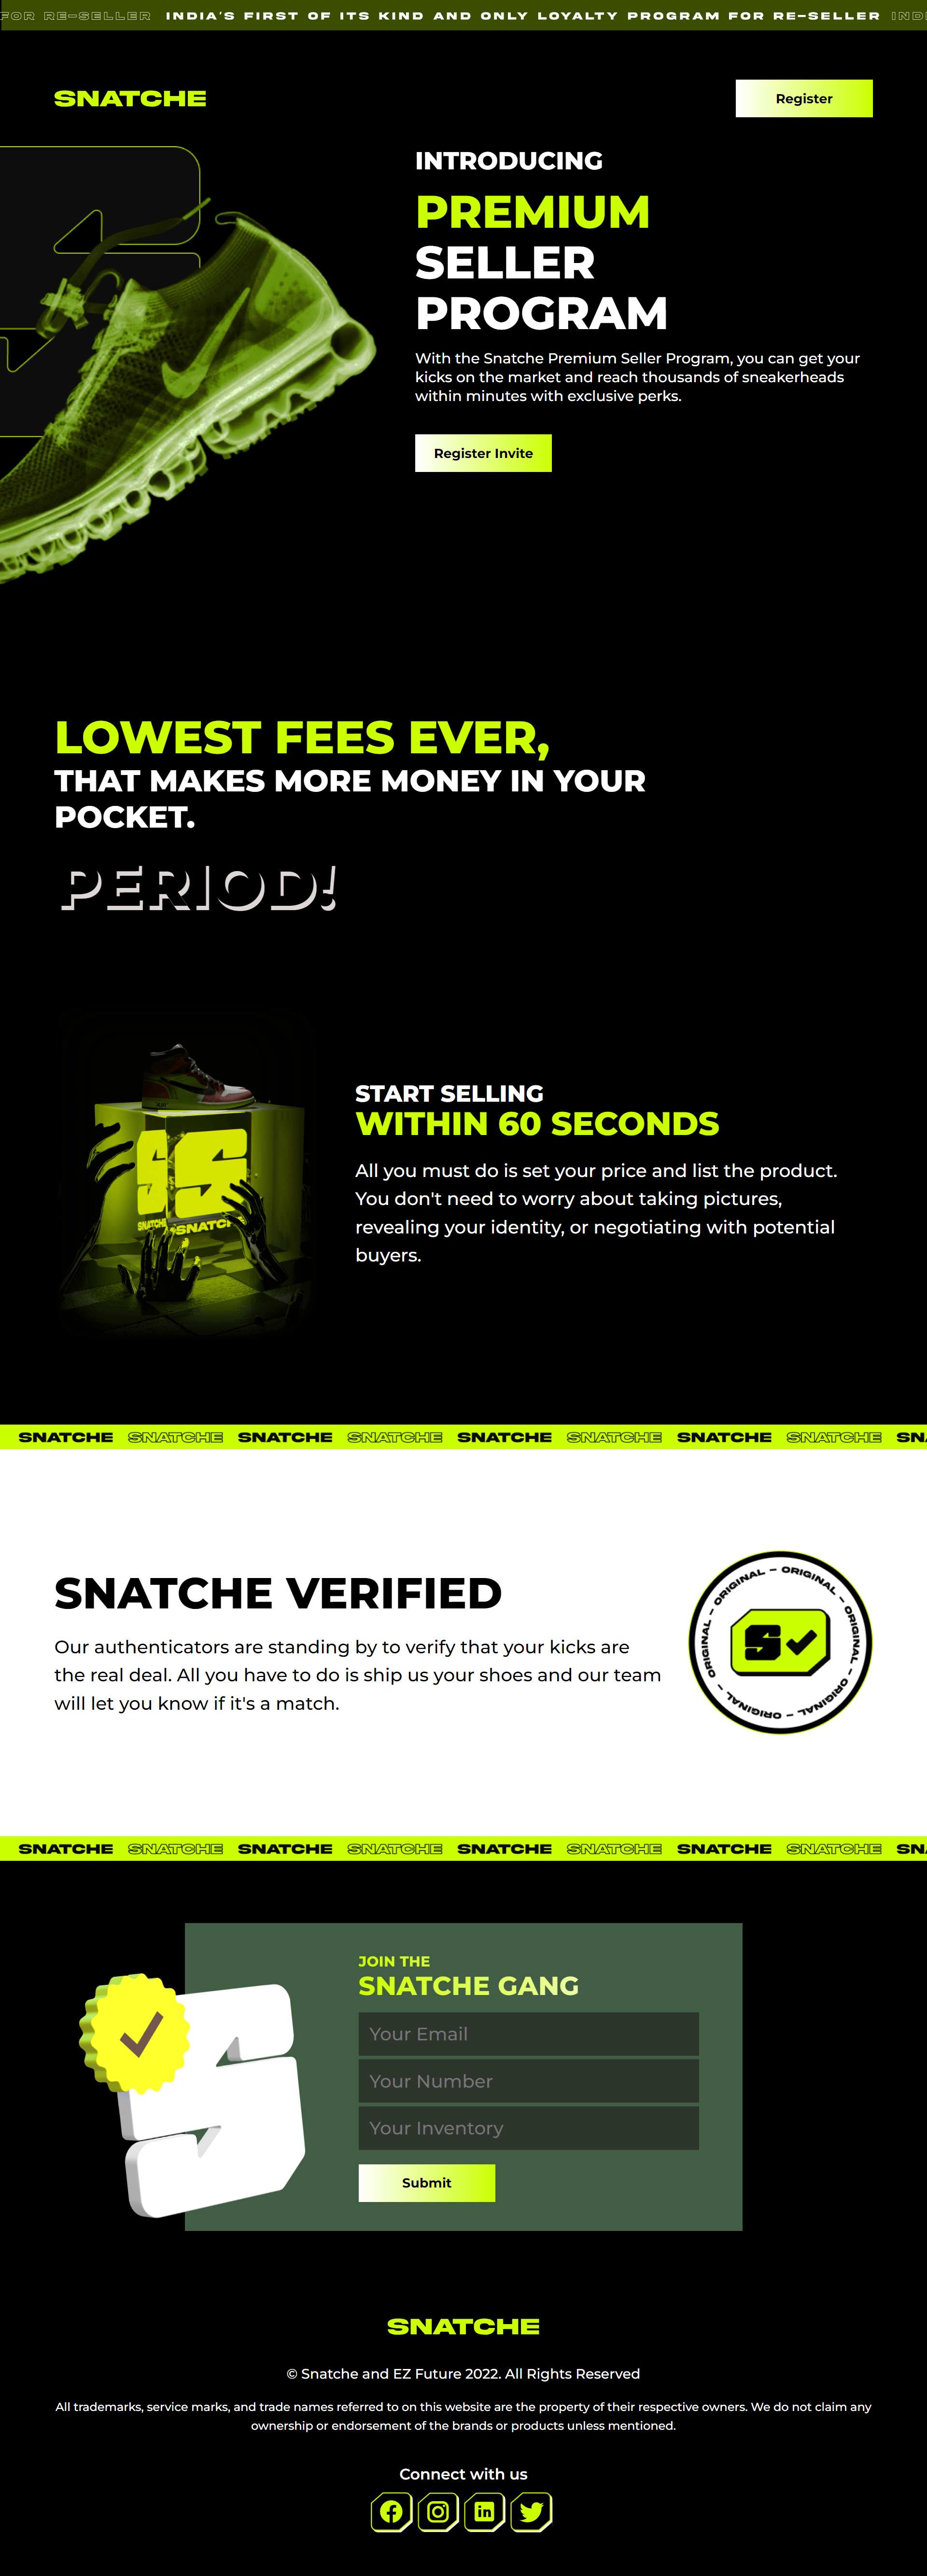 FOR RE-SELLER INDIA'S FIRST OF ITS KIND AND ONLY LOYALTY PROGRAM FOR RE-SELLER
SNATCHE
Register
INTRODUCING
PREMIUM
SELLER
PROGRAM
With the Snatche Premium Seller Program, you can get your
kicks on the market and reach thousands of sneakerheads
within minutes with exclusive perks.
Register Invite
LOWEST FEES EVER,
THAT MAKES MORE MONEY IN YOUR
POCKET.
PERIOD!
SNATCHE
START SELLING
WITHIN 60 SECONDS
All you must do is set your price and list the product.
You don't need to worry about taking pictures,
revealing your identity, or negotiating with potential
buyers.
SNATCHE SNATCHE SNATCHE SNATCHE SNATCHE SNATCHE SNATCHE SNATCHE
SNATCHE VERIFIED
Our authenticators are standing by to verify that your kicks are
the real deal. All you have to do is ship us your shoes and our team
will let you know if it's a match.
ORIGINAL - ORIGINAL - ORIGINAL - ORIGINAL - ORIGINAL - ORIGINAL -
SNATCHE SNATCHE SNATCHE SNATCHE SNATCHE SNATCHE SNATCHE SNATCHE
JOIN THE
SNATCHE GANG
Your Email
Your Number
Your Inventory
Submit
SNATCHE
© Snatche and EZ Future 2022. All Rights Reserved
All trademarks, service marks, and trade names referred to on this website are the property of their respective owners. We do not claim any
ownership or endorsement of the brands or products unless mentioned.
Connect with us